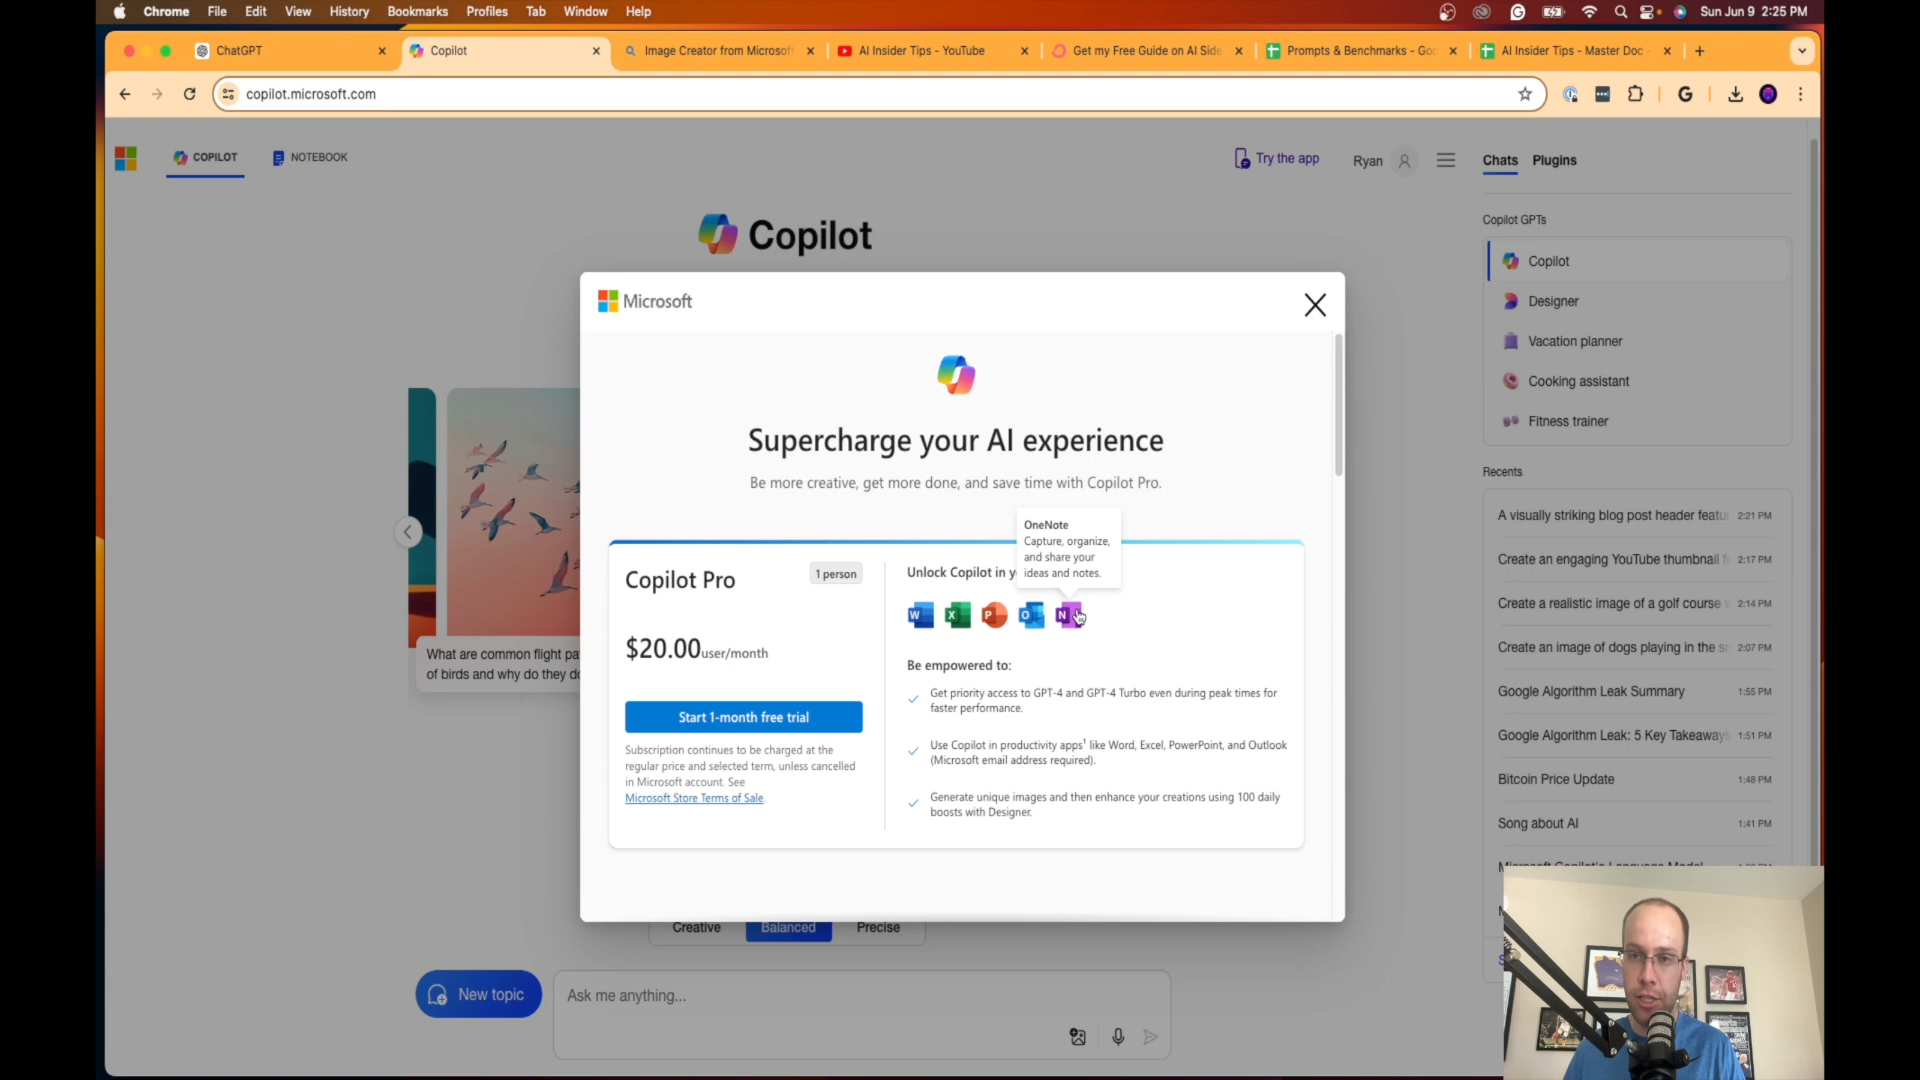 Chrome File Edit View History Bookmarks Profiles Tab Window Help
Sun Jun 9 2:25 PM
ChatGPT
Copilot
Image Creator from Microsof
AI Insider Tips - YouTube
Get my Free Guide on AI Side
Prompts & Benchmarks - Goo
AI Insider Tips - Master Doc -
copilot.microsoft.com
COPILOT
NOTEBOOK
Try the app
Ryan
Chats
Plugins
Copilot
Microsoft
Supercharge your AI experience
Be more creative, get more done, and save time with Copilot Pro.
OneNote
Capture, organize,
and share your
ideas and notes.
Copilot Pro
1 person
$20.00user/month
Start 1-month free trial
Subscription continues to be charged at the
regular price and selected term, unless cancelled
in Microsoft account. See
Microsoft Store Terms of Sale.
Unlock Copilot in y
W X P O N
Be empowered to:
Get priority access to GPT-4 and GPT-4 Turbo even during peak times for
faster performance.
Use Copilot in productivity apps¹ like Word, Excel, PowerPoint, and Outlook
(Microsoft email address required).
Generate unique images and then enhance your creations using 100 daily
boosts with Designer.
What are common flight pa
of birds and why do they do
Creative
Balanced
Precise
New topic
Ask me anything...
Copilot GPTs
Copilot
Designer
Vacation planner
Cooking assistant
Fitness trainer
Recents
A visually striking blog post header featur 2:21 PM
Create an engaging YouTube thumbnail f 2:17 PM
Create a realistic image of a golf course w 2:14 PM
Create an image of dogs playing in the sn 2:07 PM
Google Algorithm Leak Summary 1:55 PM
Google Algorithm Leak: 5 Key Takeaways 1:51 PM
Bitcoin Price Update 1:48 PM
Song about AI 1:41 PM
Microsoft Copilot's Language Model